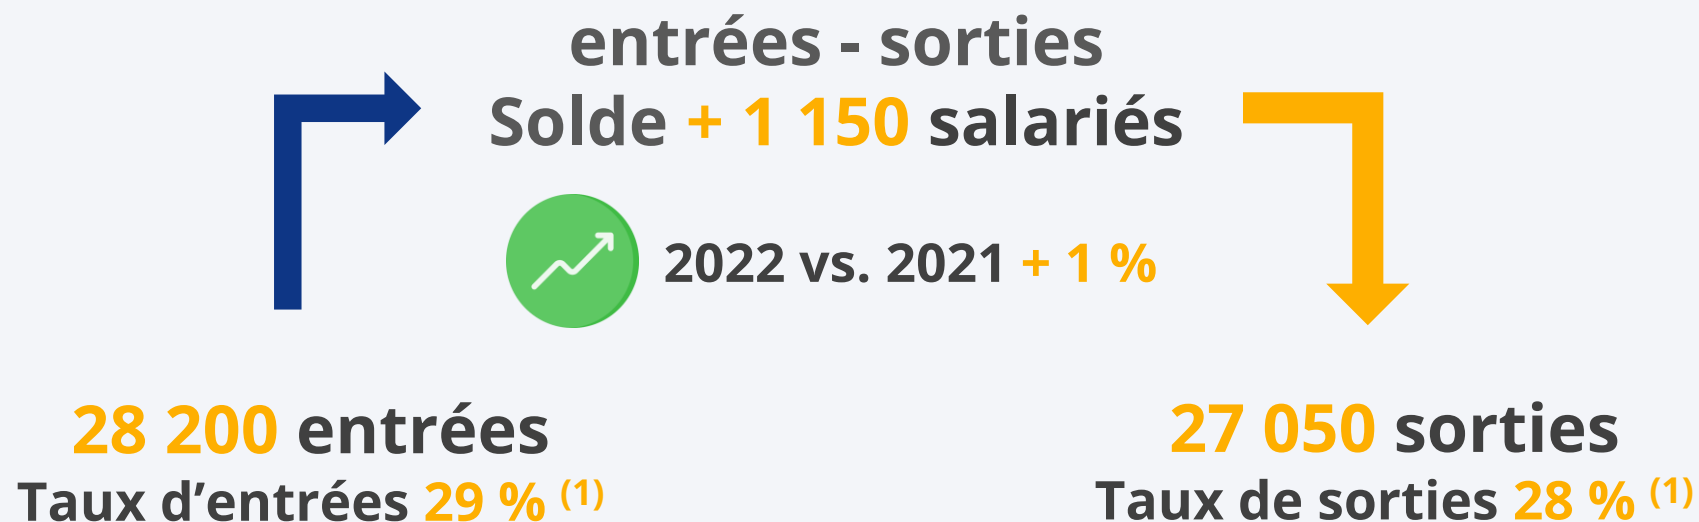 entrées - sorties
Solde + 1 150 salariés
2022 vs. 2021 + 1 %
28 200 entrées
Taux d’entrées 29 % (1)
27 050 sorties
Taux de sorties 28 % (1)